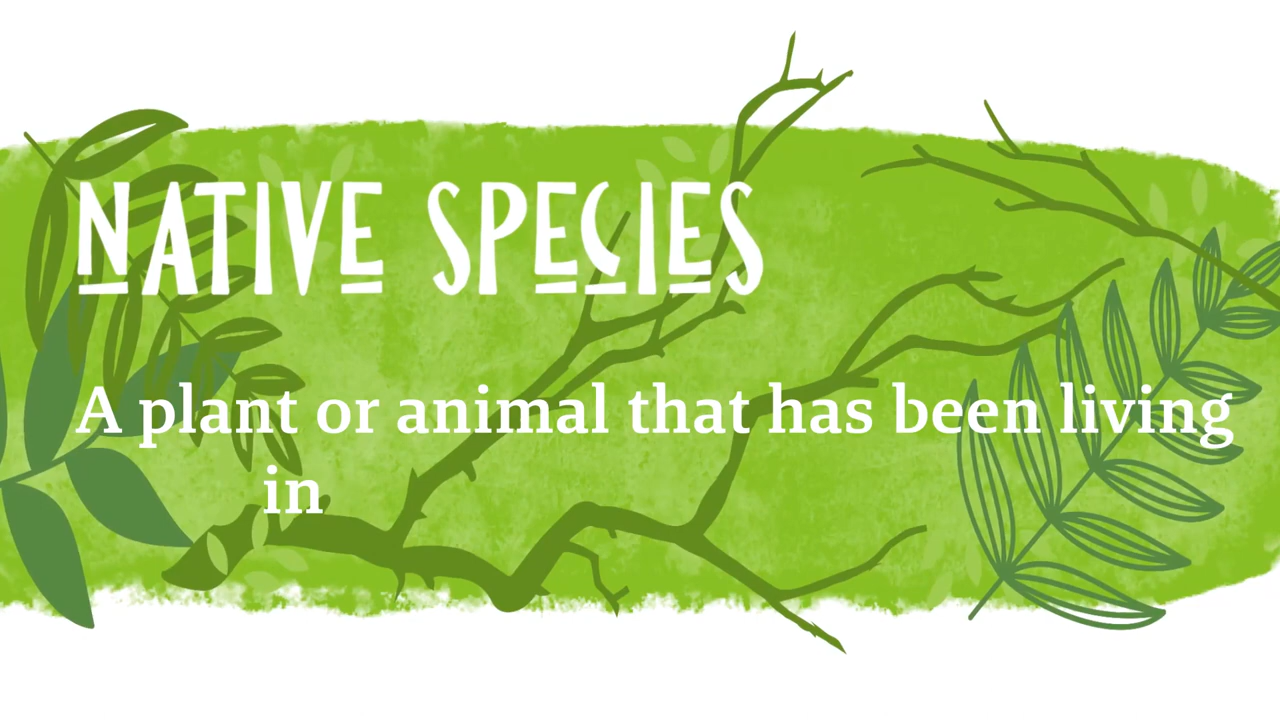 NATIVE SPECIES
A plant or animal that has been living
in